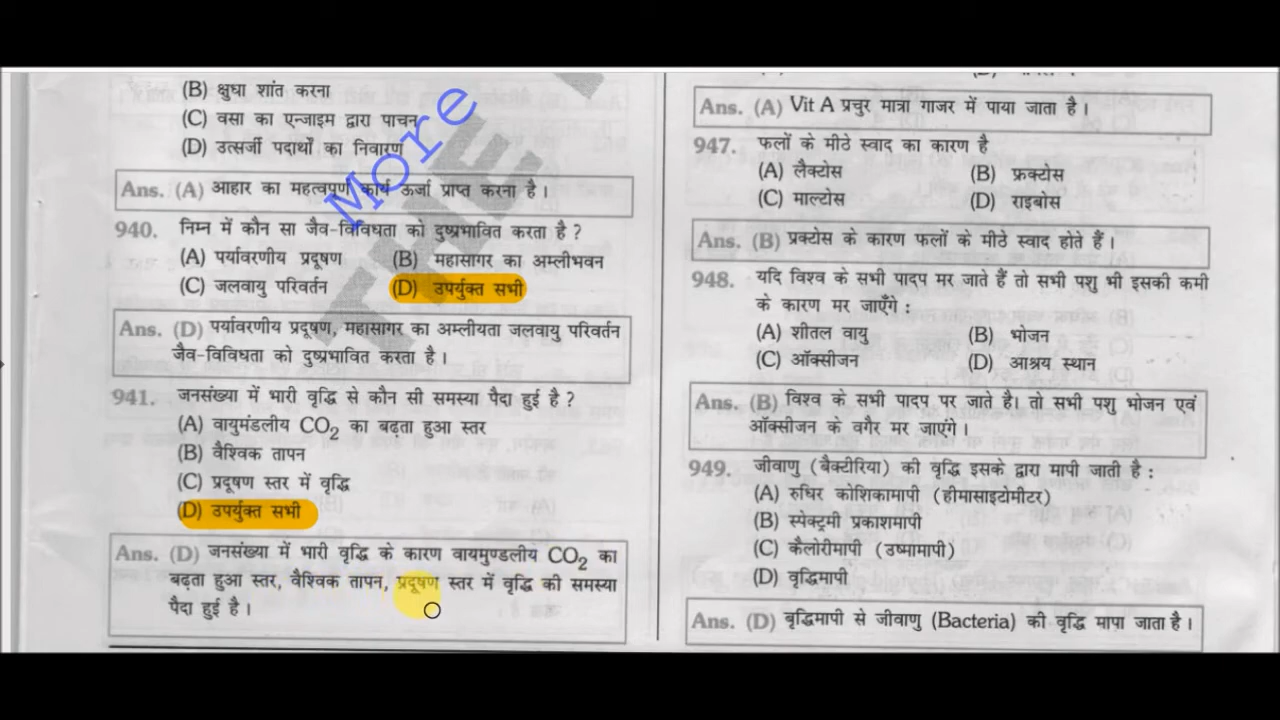 (B) क्षुधा शांत करना
(C) वसा का एन्जाइम द्वारा पाचन
(D) उत्सर्जी पदार्थों का निवारण
Ans. (A) आहार का महत्वपूर्ण कार्य ऊर्जा प्राप्त करना है।
940. निम्न में कौन सा जैव-विविधता को दुष्प्रभावित करता है ?
(A) पर्यावरणीय प्रदूषण (B) महासागर का अम्लीभवन
(C) जलवायु परिवर्तन (D) उपर्युक्त सभी
Ans. (D) पर्यावरणीय प्रदूषण, महासागर का अम्लीयता जलवायु परिवर्तन
जैव-विविधता को दुष्प्रभावित करता है।
941. जनसंख्या में भारी वृद्धि से कौन सी समस्या पैदा हुई है ?
(A) वायुमंडलीय CO2 का बढ़ता हुआ स्तर
(B) वैश्विक तापन
(C) प्रदूषण स्तर में वृद्धि
(D) उपर्युक्त सभी
Ans. (D) जनसंख्या में भारी वृद्धि के कारण वायमुण्डलीय CO2 का
बढ़ता हुआ स्तर, वैश्विक तापन, प्रदूषण स्तर में वृद्धि की समस्या
पैदा हुई है।
More
THE
Ans. (A) Vit A प्रचुर मात्रा गाजर में पाया जाता है।
947. फलों के मीठे स्वाद का कारण है
(A) लैक्टोस (B) फ्रक्टोस
(C) माल्टोस (D) राइबोस
Ans. (B) फ्रक्टोस के कारण फलों के मीठे स्वाद होते हैं।
948. यदि विश्व के सभी पादप मर जाते हैं तो सभी पशु भी इसकी कमी
के कारण मर जाएँगे :
(A) शीतल वायु (B) भोजन
(C) ऑक्सीजन (D) आश्रय स्थान
Ans. (B) विश्व के सभी पादप पर जाते है। तो सभी पशु भोजन एवं
ऑक्सीजन के वगैर मर जाएंगे।
949. जीवाणु (बैक्टीरिया) की वृद्धि इसके द्वारा मापी जाती है :
(A) रुधिर कोशिकामापी (हीमासाइटोमीटर)
(B) स्पेक्ट्रमी प्रकाशमापी
(C) कैलोरीमापी (उष्मामापी)
(D) वृद्धिमापी
Ans. (D) वृद्धिमापी से जीवाणु (Bacteria) की वृद्धि मापा जाता है।